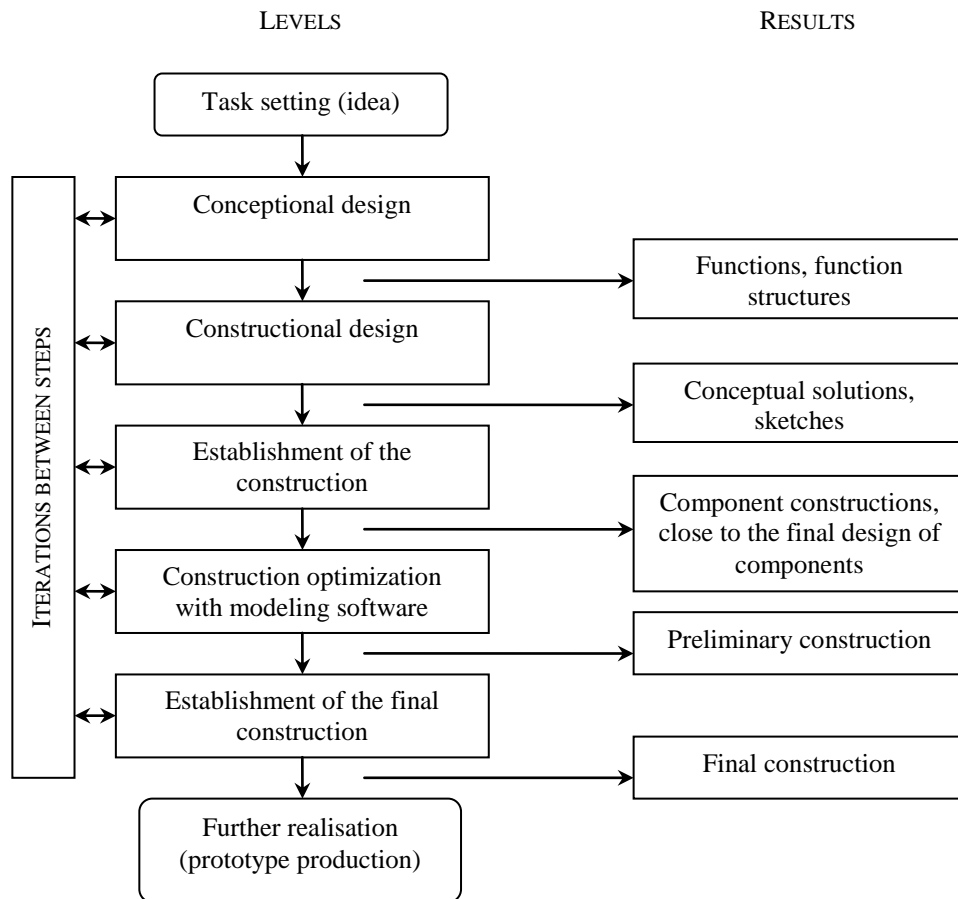 LEVELS
RESULTS
Task setting (idea)
Conceptional design
Functions, function
structures
Constructional design
Conceptual solutions,
sketches
Establishment of the
construction
Component constructions,
close to the final design of
components
Construction optimization
with modeling software
Preliminary construction
Establishment of the final
construction
Final construction
Further realisation
(prototype production)
ITERATIONS BETWEEN STEPS